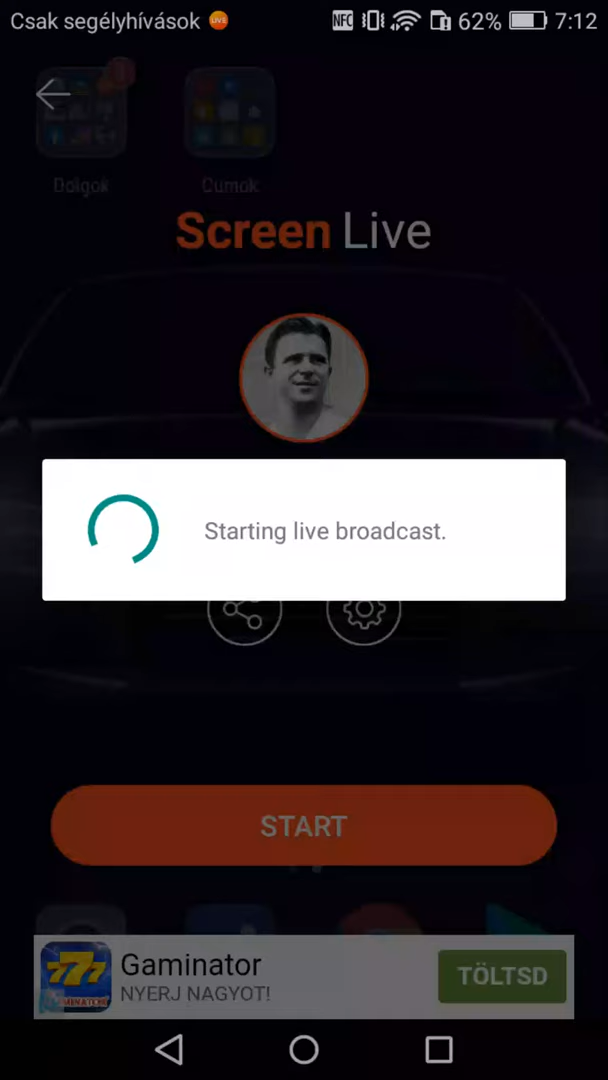 Csak segélyhívások LIVE NFC 62% 7:12
Dolgok Cumok
Screen Live
Starting live broadcast.
START
777
Gaminator
NYERJ NAGYOT!
TÖLTSD